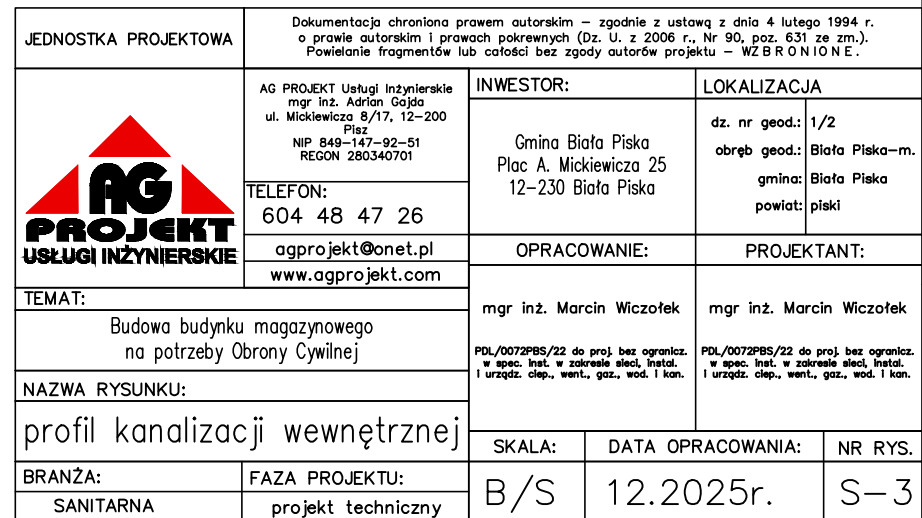 JEDNOSTKA PROJEKTOWA
Dokumentacja chroniona prawem autorskim – zgodnie z ustawą z dnia 4 lutego 1994 r.
o prawie autorskim i prawach pokrewnych (Dz. U. z 2006 r., Nr 90, poz. 631 ze zm.).
Powielanie fragmentów lub całości bez zgody autorów projektu – WZBRONIONE.
AG
PROJEKT
USŁUGI INŻYNIERSKIE
AG PROJEKT Usługi Inżynierskie
mgr inż. Adrian Gajda
ul. Mickiewicza 8/17, 12-200
Pisz
NIP 849-147-92-51
REGON 280340701
TELEFON:
604 48 47 26
agprojekt@onet.pl
www.agprojekt.com
INWESTOR:
Gmina Biała Piska
Plac A. Mickiewicza 25
12-230 Biała Piska
LOKALIZACJA
dz. nr geod.: 1/2
obręb geod.: Biała Piska-m.
gmina: Biała Piska
powiat: piski
TEMAT:
Budowa budynku magazynowego
na potrzeby Obrony Cywilnej
OPRACOWANIE:
mgr inż. Marcin Wiczołek
PDL/0072PBS/22 do proj. bez ogranicz.
w spec. inst. w zakresie sieci, instal.
i urządz. ciep., went., gaz., wod. i kan.
PROJEKTANT:
mgr inż. Marcin Wiczołek
PDL/0072PBS/22 do proj. bez ogranicz.
w spec. inst. w zakresie sieci, instal.
i urządz. ciep., went., gaz., wod. i kan.
NAZWA RYSUNKU:
profil kanalizacji wewnętrznej
BRANŻA:
SANITARNA
FAZA PROJEKTU:
projekt techniczny
SKALA:
B/S
DATA OPRACOWANIA:
12.2025r.
NR RYS.
S-3